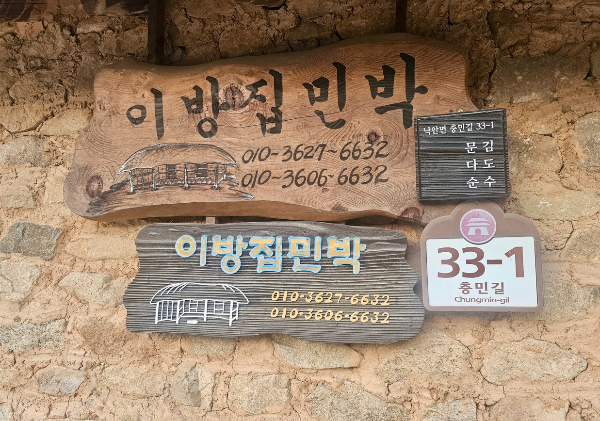 이방집민박
010-3627-6632
010-3606-6632
낙안면 충민길 33-1
문 김
다 도
순 수
이방집민박
010-3627-6632
010-3606-6632
33-1
충민길
Chungmin-gil